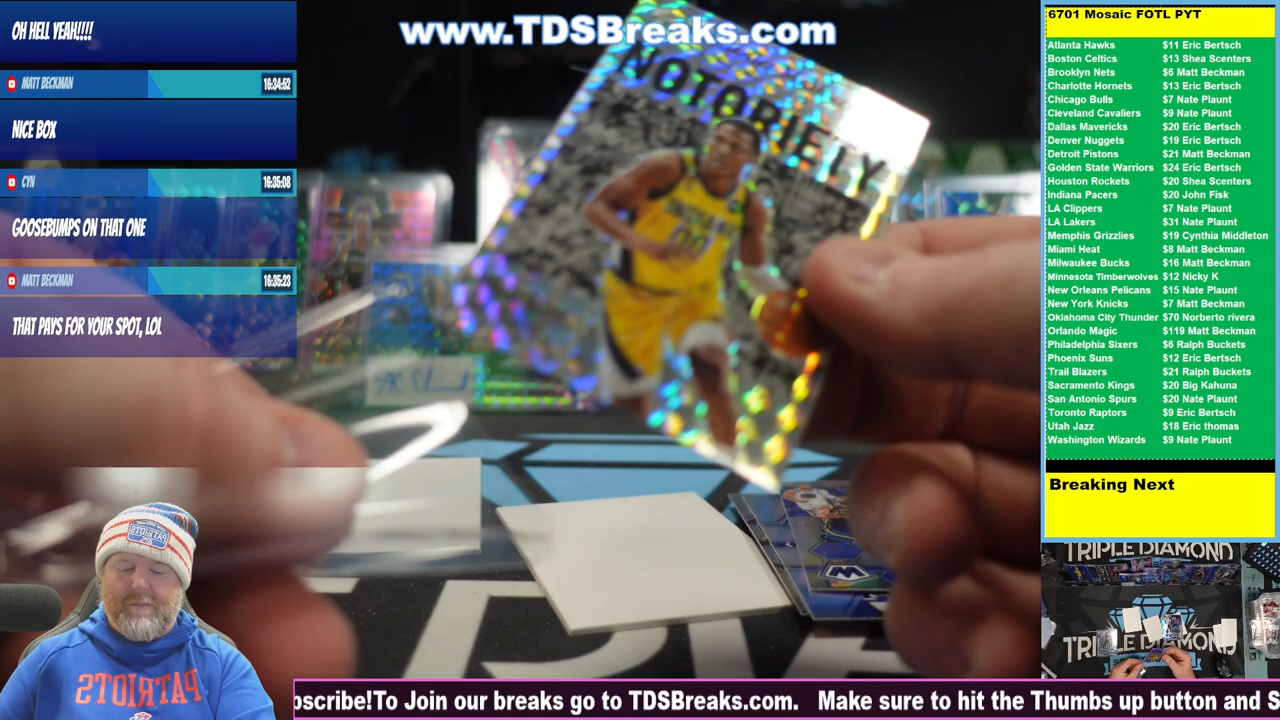 OH HELL YEAH!!!!
MATT BECKMAN 16:34:52
NICE BOX
CYN 16:35:08
GOOSEBUMPS ON THAT ONE
MATT BECKMAN 16:35:23
THAT PAYS FOR YOUR SPOT, LOL
www.TDSBreaks.com
NOTORIETY
PATRIOTS
PATRIOTS
6701 Mosaic FOTL PYT
Atlanta Hawks $11 Eric Bertsch
Boston Celtics $13 Shea Scenters
Brooklyn Nets $6 Matt Beckman
Charlotte Hornets $13 Eric Bertsch
Chicago Bulls $7 Nate Plaunt
Cleveland Cavaliers $9 Nate Plaunt
Dallas Mavericks $20 Eric Bertsch
Denver Nuggets $19 Eric Bertsch
Detroit Pistons $21 Matt Beckman
Golden State Warriors $24 Eric Bertsch
Houston Rockets $20 Shea Scenters
Indiana Pacers $20 John Fisk
LA Clippers $7 Nate Plaunt
LA Lakers $31 Nate Plaunt
Memphis Grizzlies $19 Cynthia Middleton
Miami Heat $8 Matt Beckman
Milwaukee Bucks $16 Matt Beckman
Minnesota Timberwolves $12 Nicky K
New Orleans Pelicans $15 Nate Plaunt
New York Knicks $7 Matt Beckman
Oklahoma City Thunder $70 Norberto rivera
Orlando Magic $119 Matt Beckman
Philadelphia Sixers $6 Ralph Buckets
Phoenix Suns $12 Eric Bertsch
Trail Blazers $21 Ralph Buckets
Sacramento Kings $20 Big Kahuna
San Antonio Spurs $20 Nate Plaunt
Toronto Raptors $9 Eric Bertsch
Utah Jazz $18 Eric thomas
Washington Wizards $9 Nate Plaunt
Breaking Next
TRIPLE DIAMOND
TRIPLE DIAMOND
bscribe!To Join our breaks go to TDSBreaks.com. Make sure to hit the Thumbs up button and S